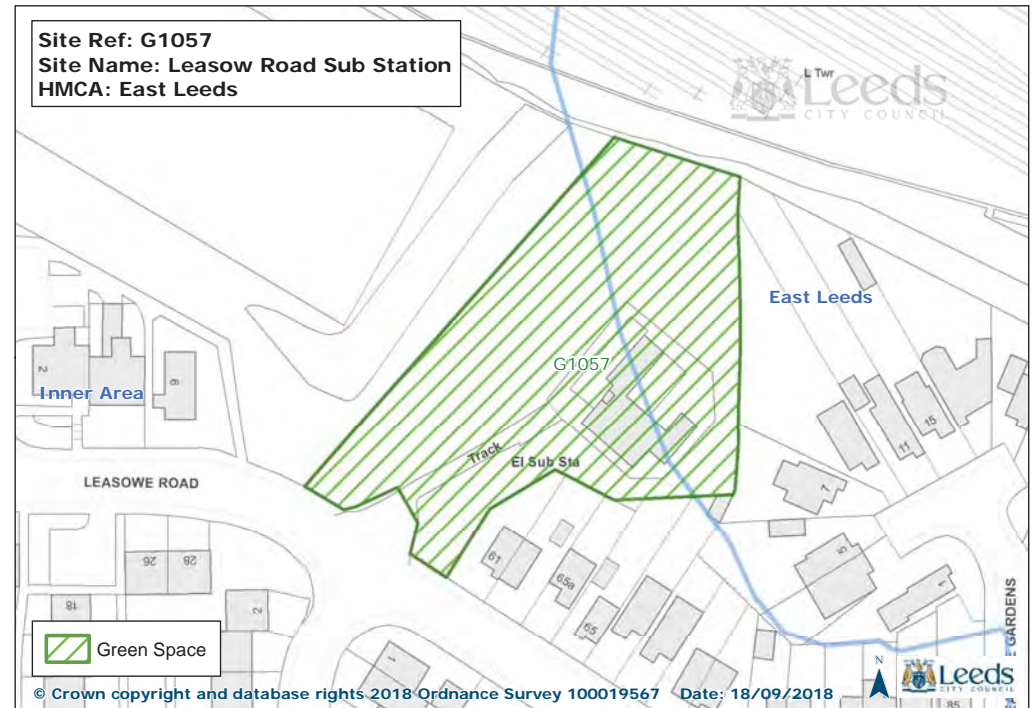 Site Ref: G1057
Site Name: Leasow Road Sub Station
HMCA: East Leeds
L Twr
Leeds
CITY COUNCIL
East Leeds
G1057
2
9
Inner Area
Track
El Sub Sta
LEASOWE ROAD
15
11
7
61
65a
65
5
1
26
28
18
2
1
GARDENS
85
Green Space
N
Leeds
CITY COUNCIL
© Crown copyright and database rights 2018 Ordnance Survey 100019567 Date: 18/09/2018